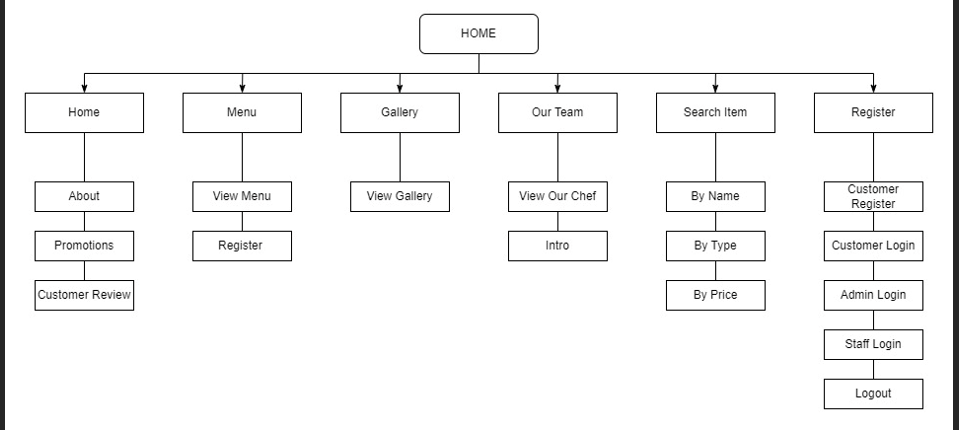 HOME
Home
Menu
Gallery
Our Team
Search Item
Register
About
View Menu
View Gallery
View Our Chef
By Name
Customer
Register
Promotions
Register
Intro
By Type
Customer Login
Customer Review
By Price
Admin Login
Staff Login
Logout